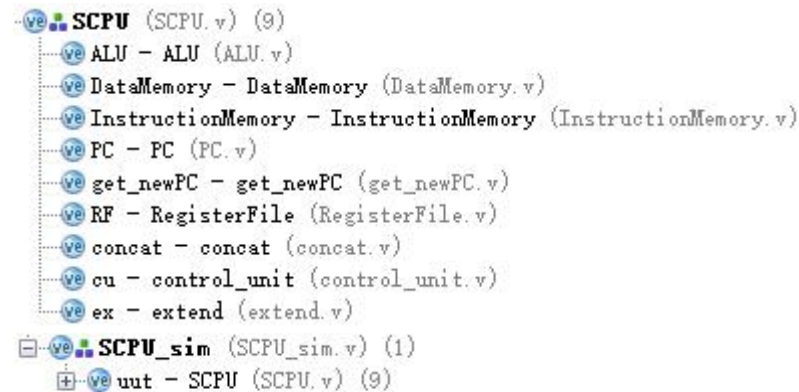 SCPU (SCPU.v) (9)
ALU - ALU (ALU.v)
DataMemory - DataMemory (DataMemory.v)
InstructionMemory - InstructionMemory (InstructionMemory.v)
PC - PC (PC.v)
get_newPC - get_newPC (get_newPC.v)
RF - RegisterFile (RegisterFile.v)
concat - concat (concat.v)
cu - control_unit (control_unit.v)
ex - extend (extend.v)
SCPU_sim (SCPU_sim.v) (1)
uut - SCPU (SCPU.v) (9)